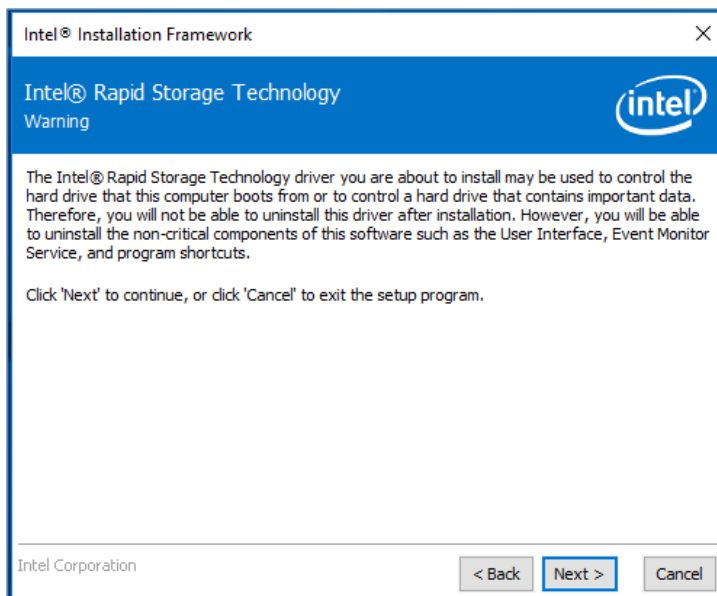 Intel® Installation Framework
Intel® Rapid Storage Technology
Warning
intel
The Intel® Rapid Storage Technology driver you are about to install may be used to control the
hard drive that this computer boots from or to control a hard drive that contains important data.
Therefore, you will not be able to uninstall this driver after installation. However, you will be able
to uninstall the non-critical components of this software such as the User Interface, Event Monitor
Service, and program shortcuts.
Click 'Next' to continue, or click 'Cancel' to exit the setup program.
Intel Corporation
< Back Next > Cancel